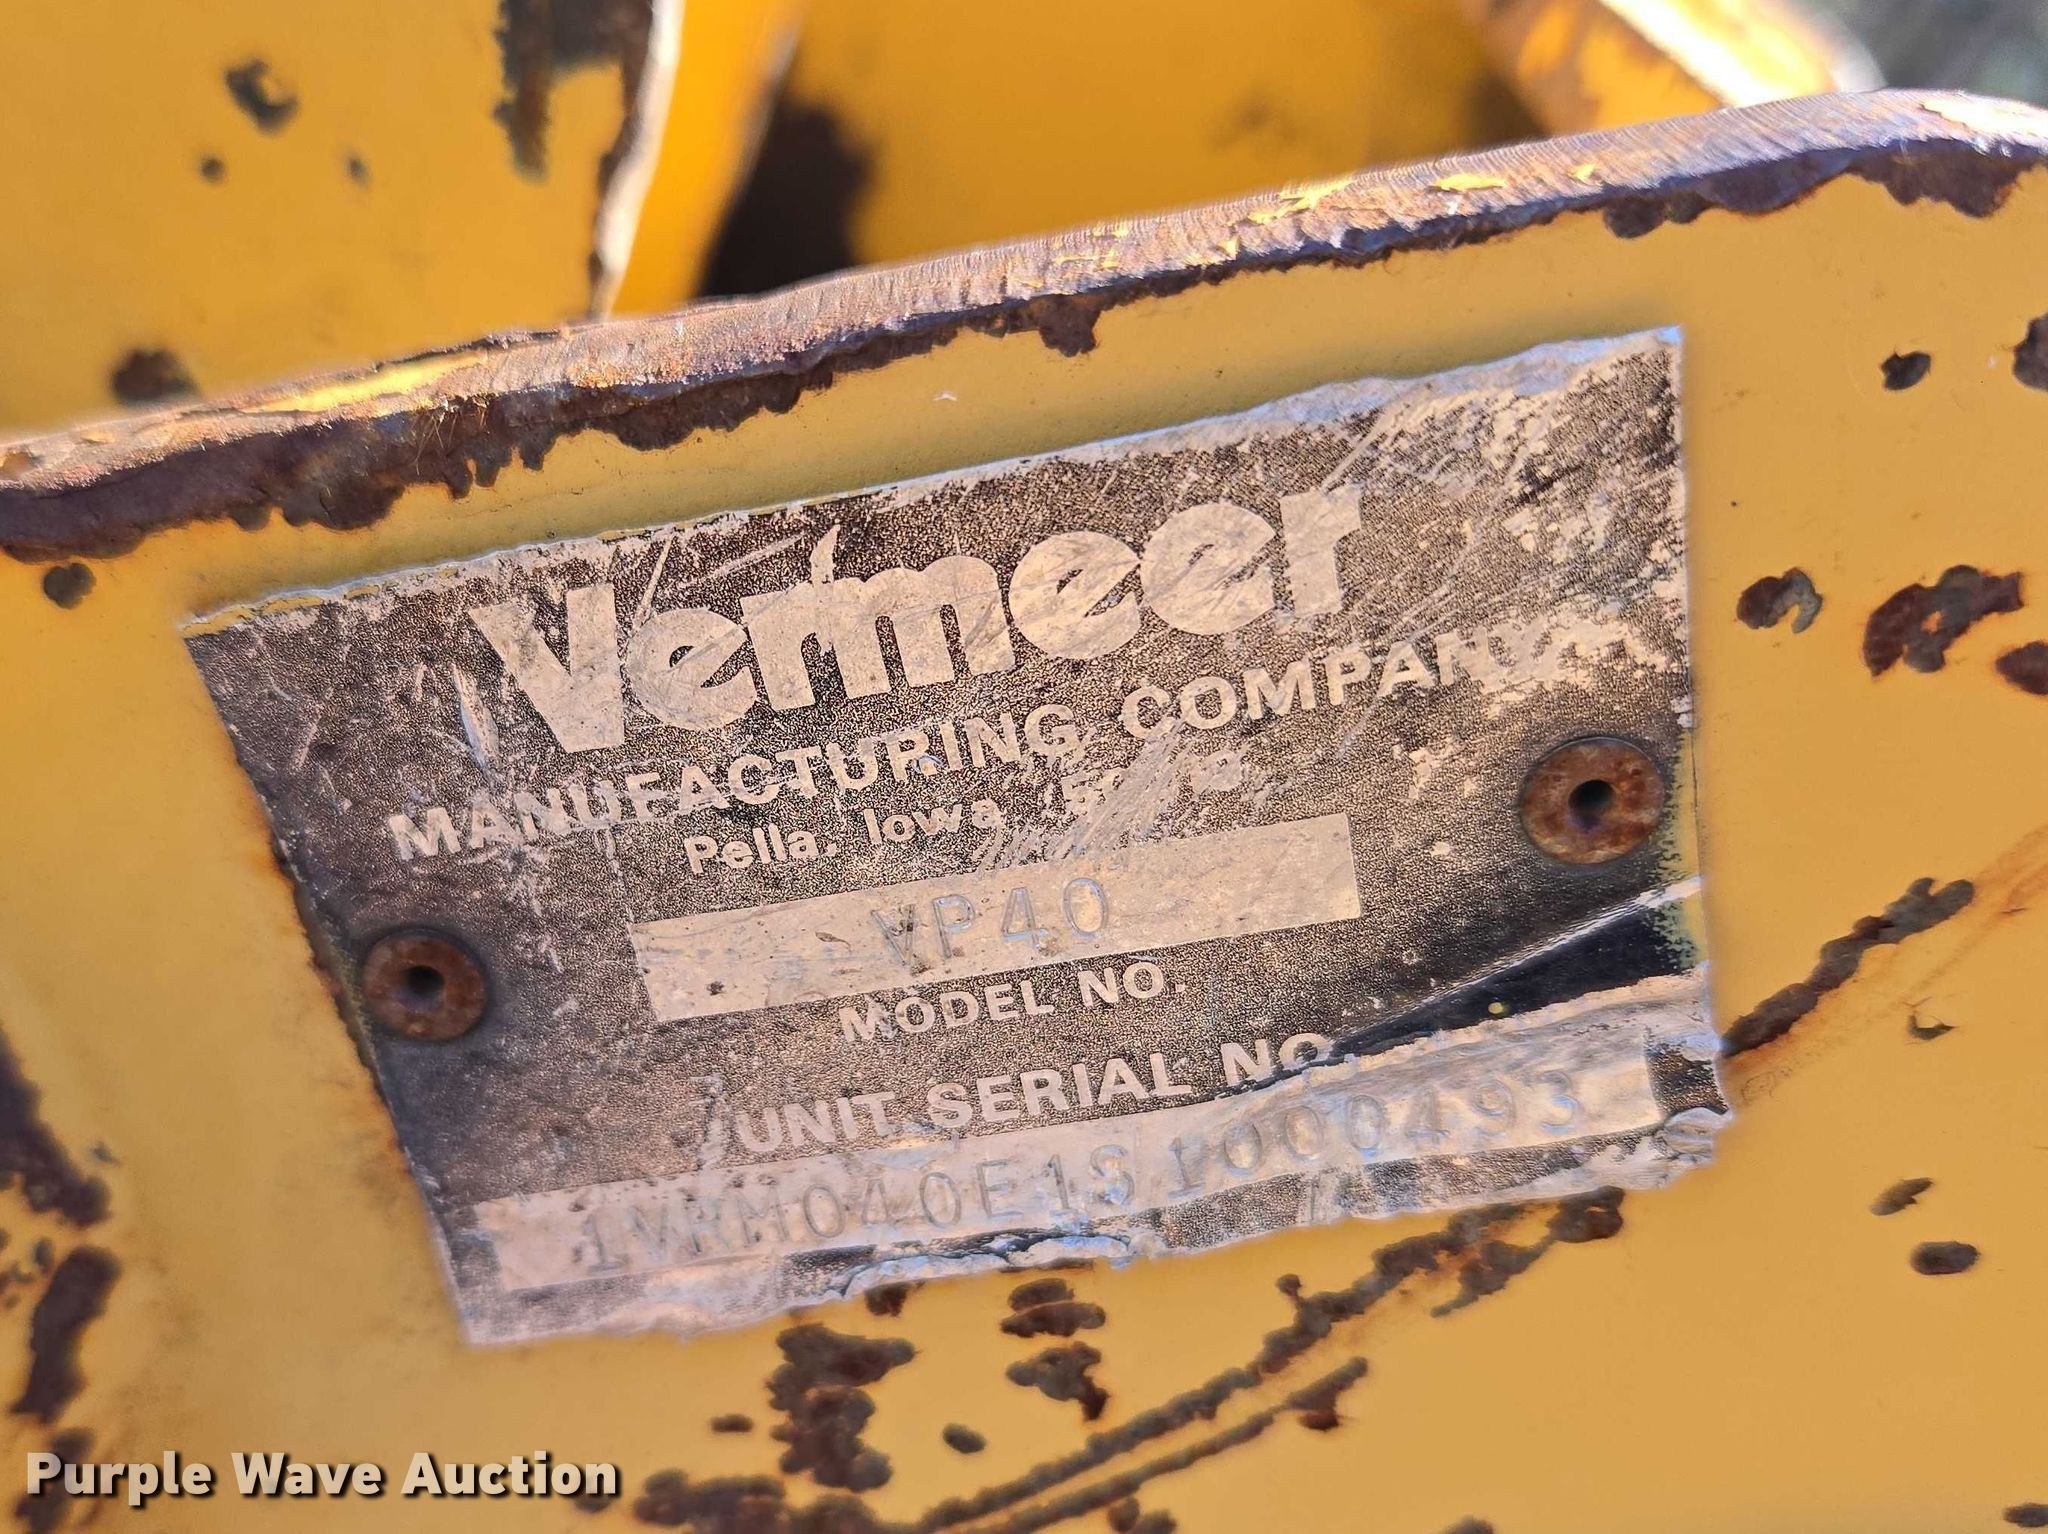 Vermeer
MANUFACTURING COMPANY
Pella, Iowa
VP40
MODEL NO.
UNIT SERIAL NO.
1VRM040E1S1000493
Purple Wave Auction